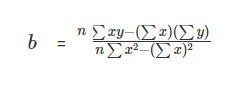 b = n∑xy−(∑x)(∑y) / n∑x²−(∑x)²